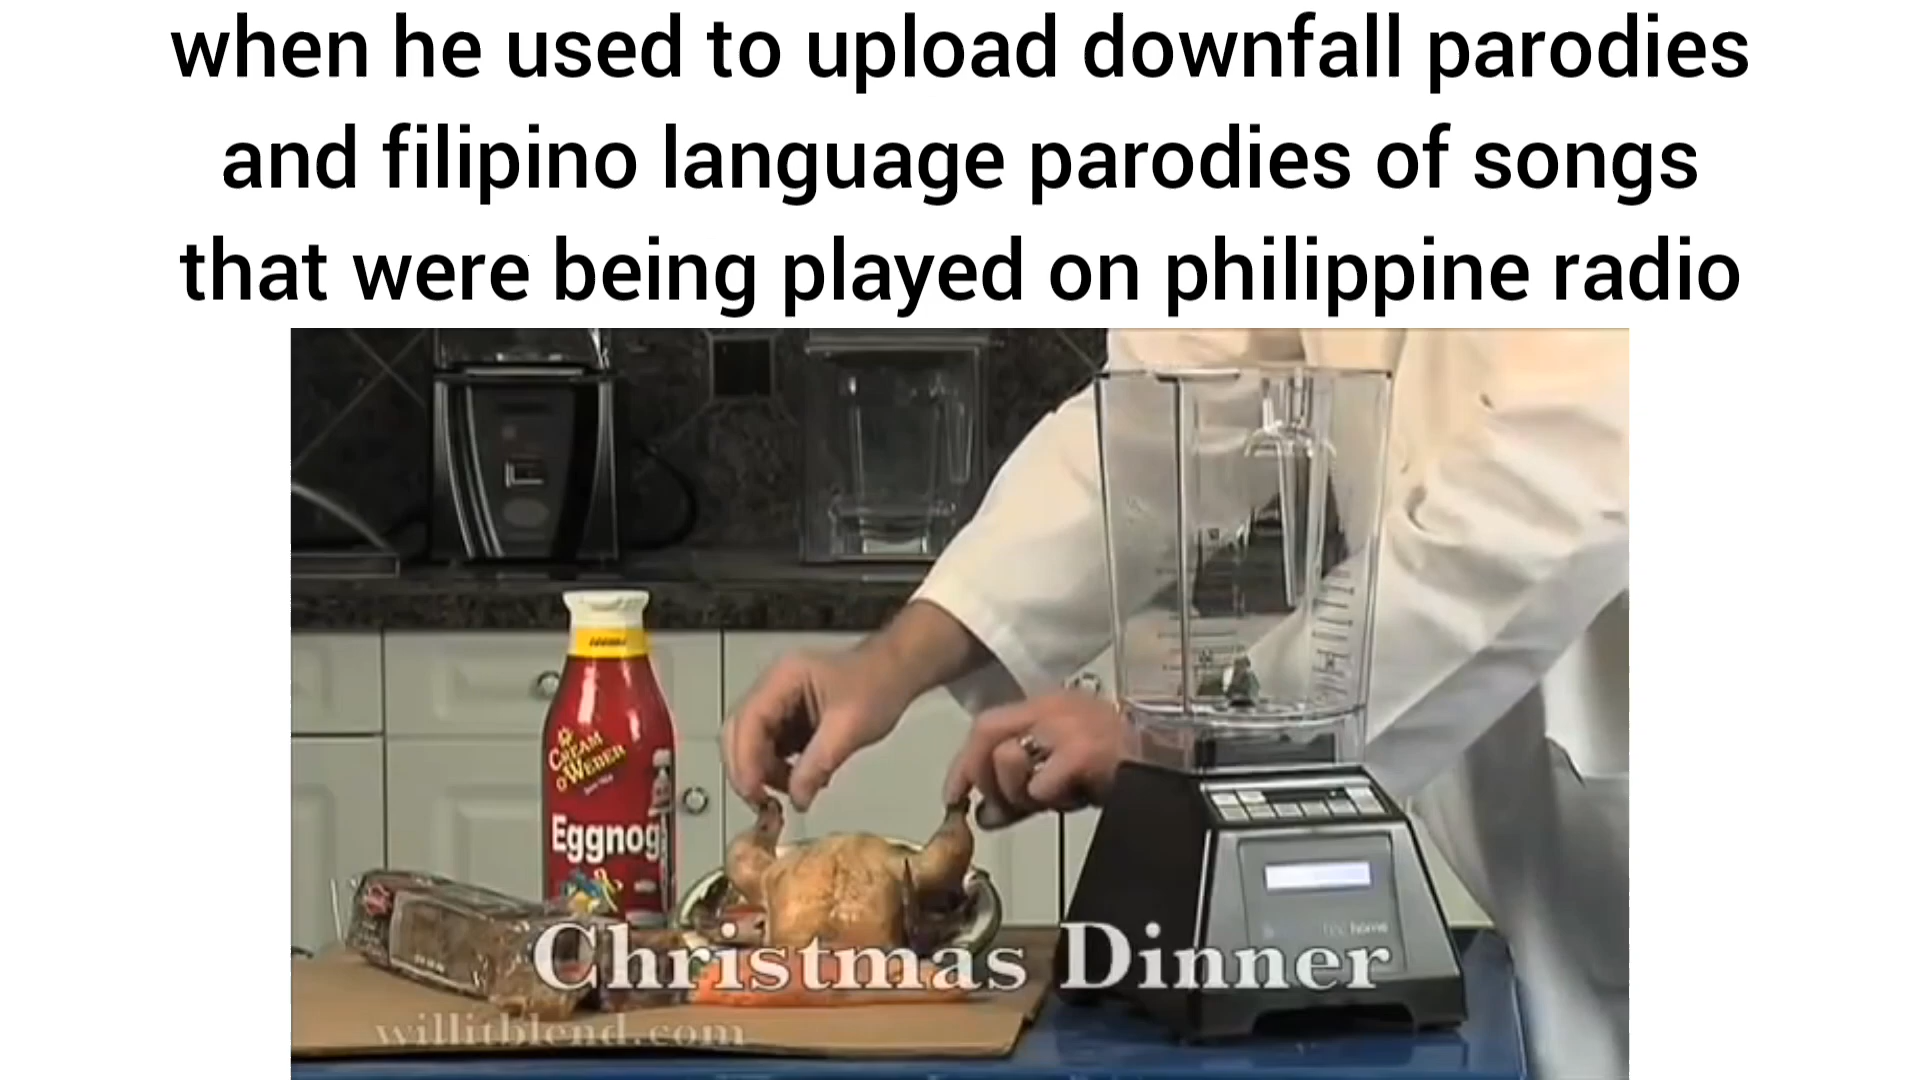 when he used to upload downfall parodies
and filipino language parodies of songs
that were being played on philippine radio
CREAM
O'WEBER
Eggnog
Christmas Dinner
willitblend.com